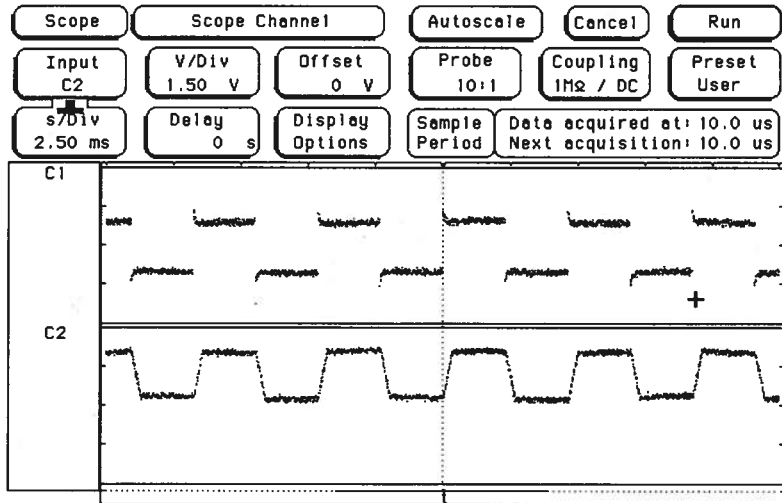 Scope Scope Channel Autoscale Cancel Run
Input V/Div Offset Probe Coupling Preset
C2 1.50 V 0 V 10:1 1MΩ / DC User
s/Div Delay Display Sample Data acquired at: 10.0 us
2.50 ms 0 s Options Period Next acquisition: 10.0 us
C1
C2